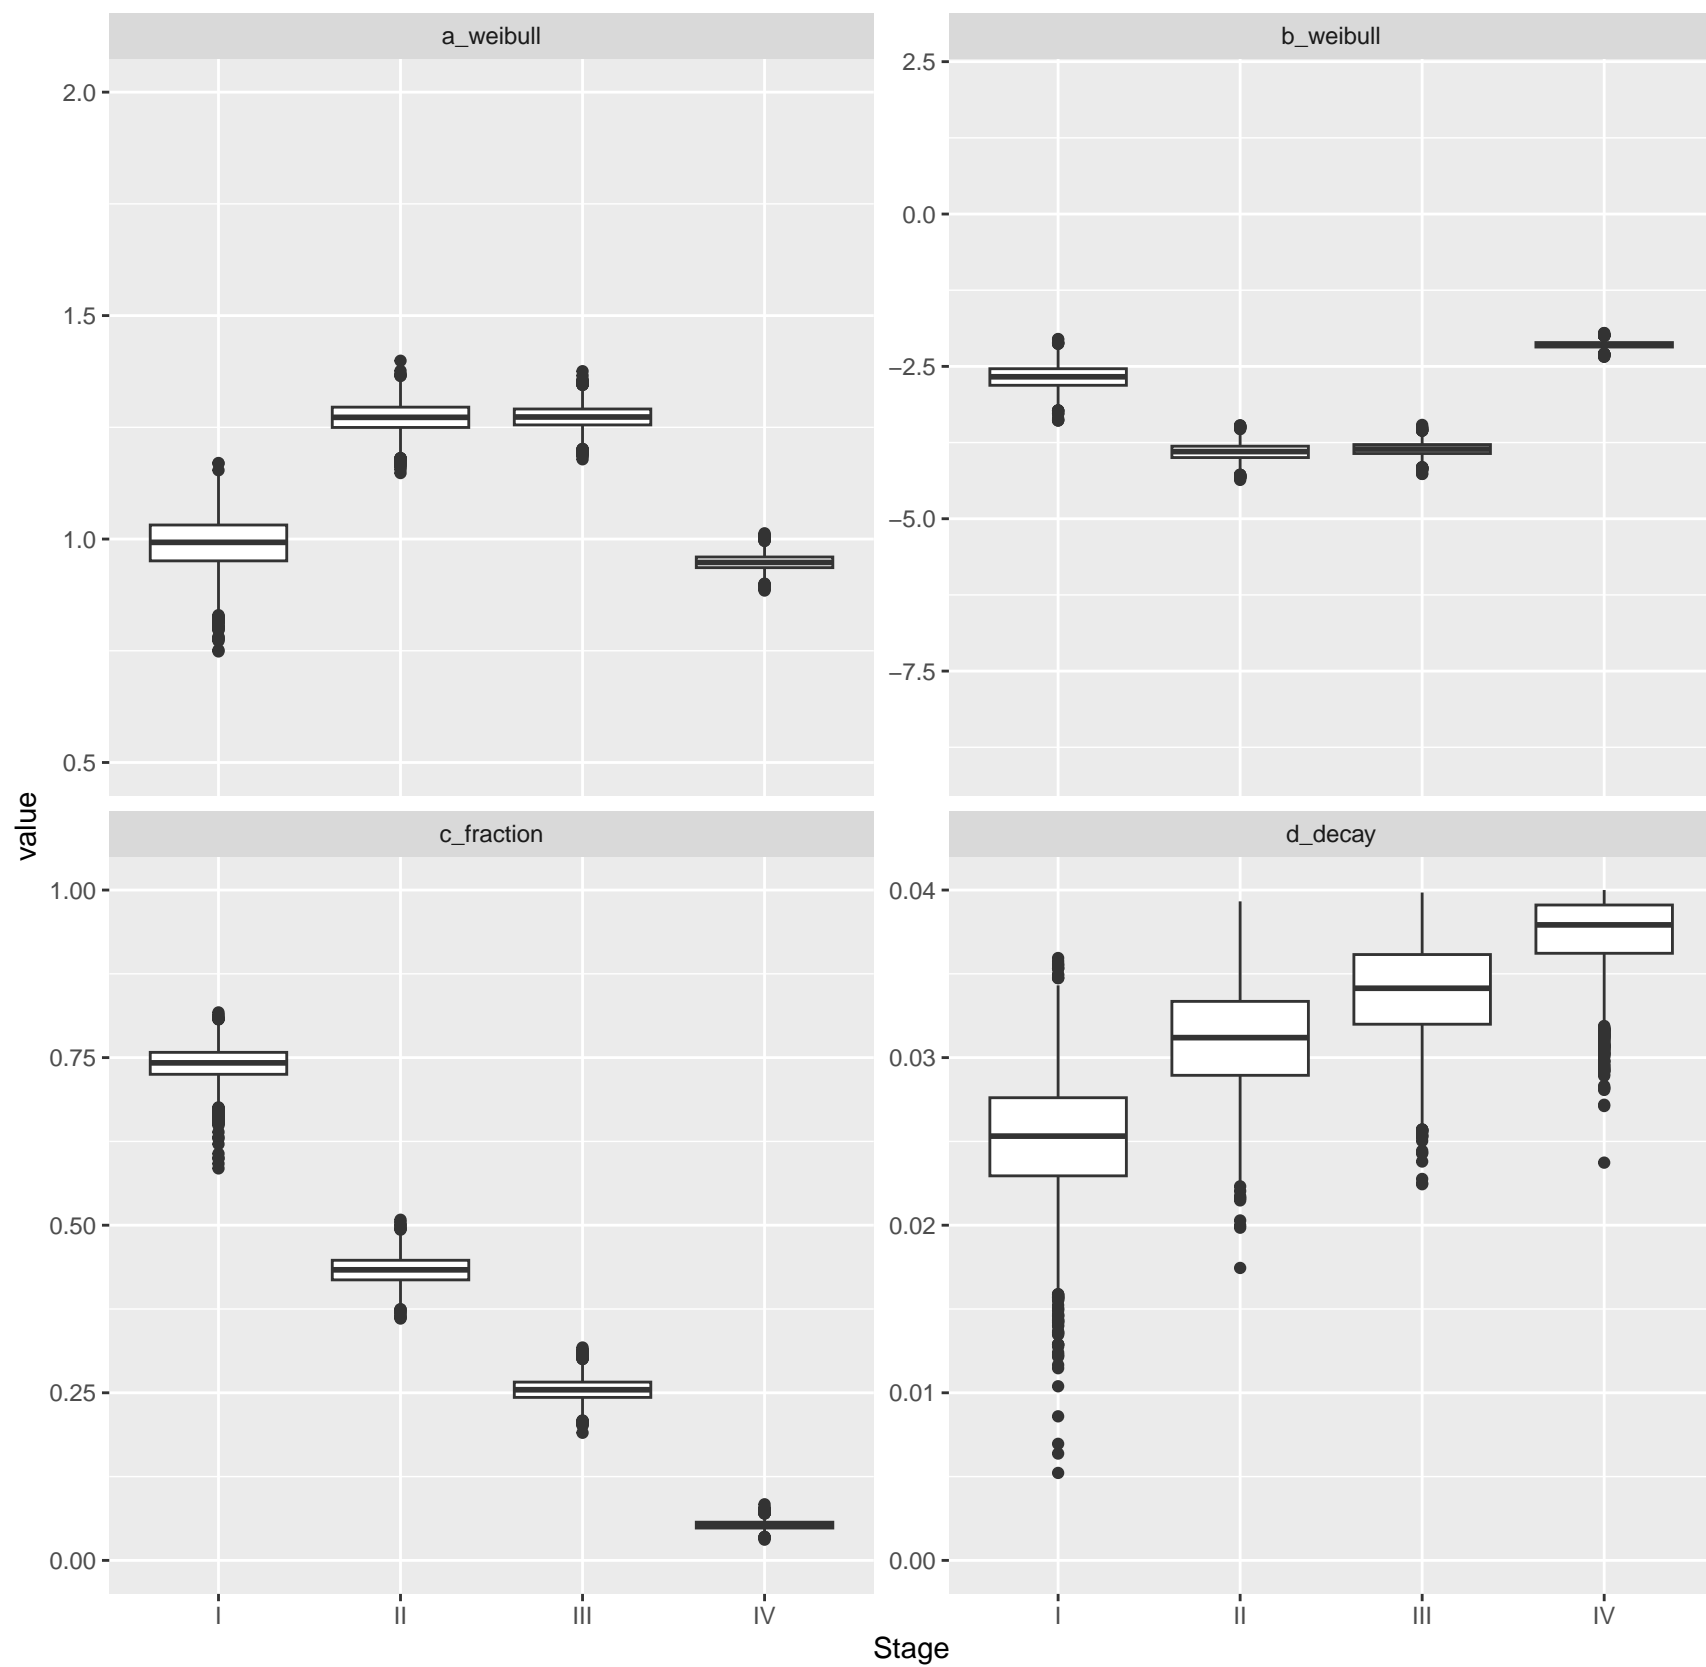 a_weibull
b_weibull
2.0
1.5
1.0
0.5
2.5
0.0
−2.5
−5.0
−7.5
value
c_fraction
d_decay
1.00
0.75
0.50
0.25
0.00
0.04
0.03
0.02
0.01
0.00
I II III IV
I II III IV
Stage